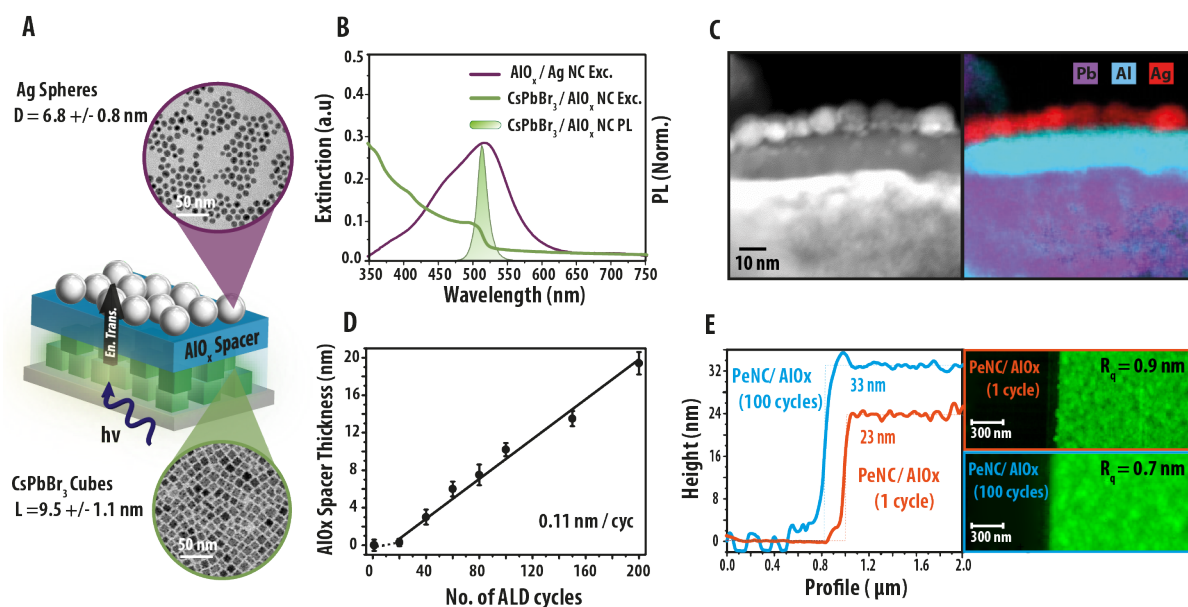 A
Ag Spheres
D = 6.8 +/- 0.8 nm
50 nm
En. Trans.
AlOx Spacer
hν
CsPbBr3 Cubes
L =9.5 +/- 1.1 nm
50 nm
B
Extinction (a.u)
0.5
0.4
0.3
0.2
0.1
0.0
AlOx / Ag NC Exc.
CsPbBr3 / AlOx NC Exc.
CsPbBr3 / AlOx NC PL
PL (Norm.)
350 400 450 500 550 600 650 700 750
Wavelength (nm)
C
Pb Al Ag
10 nm
D
AlOx Spacer Thickness (nm)
20
16
12
8
4
0
0.11 nm / cyc
0 40 80 120 160 200
No. of ALD cycles
E
Height (nm)
32
24
16
8
0
PeNC/ AlOx
(100 cycles)
33 nm
23 nm
PeNC/ AlOx
(1 cycle)
0.0 0.4 0.8 1.2 1.6 2.0
Profile ( μm)
PeNC/ AlOx
(1 cycle)
Rq = 0.9 nm
300 nm
PeNC/ AlOx
(100 cycles)
Rq = 0.7 nm
300 nm